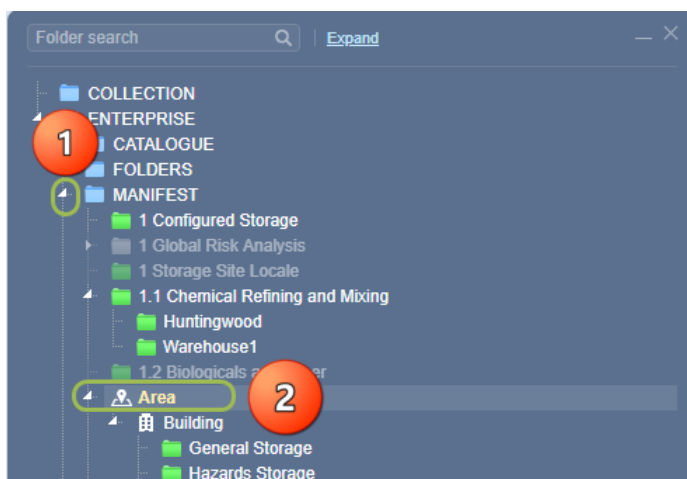 Folder search
Expand
COLLECTION
ENTERPRISE
1
CATALOGUE
FOLDERS
MANIFEST
1 Configured Storage
1 Global Risk Analysis
1 Storage Site Locale
1.1 Chemical Refining and Mixing
Huntingwood
Warehouse1
1.2 Biologicals
Area
2
Building
General Storage
Hazards Storage